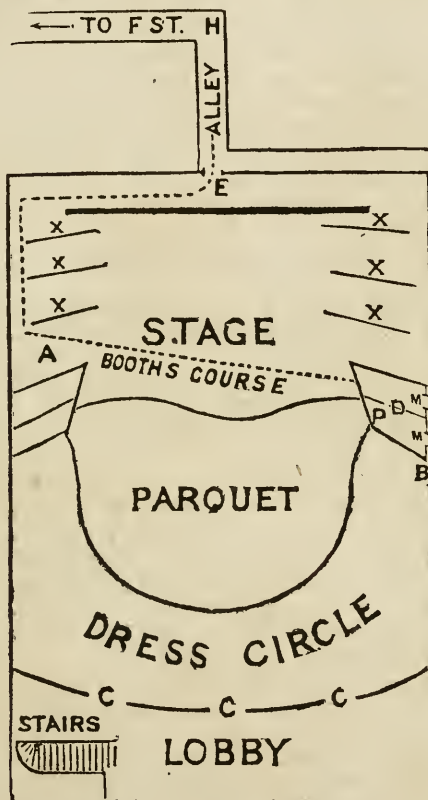 ← TO F ST. H
ALLEY
E
X X
X X
X X
STAGE
A
BOOTHS COURSE
M
P D
M
B
PARQUET
DRESS CIRCLE
C C C
STAIRS
LOBBY